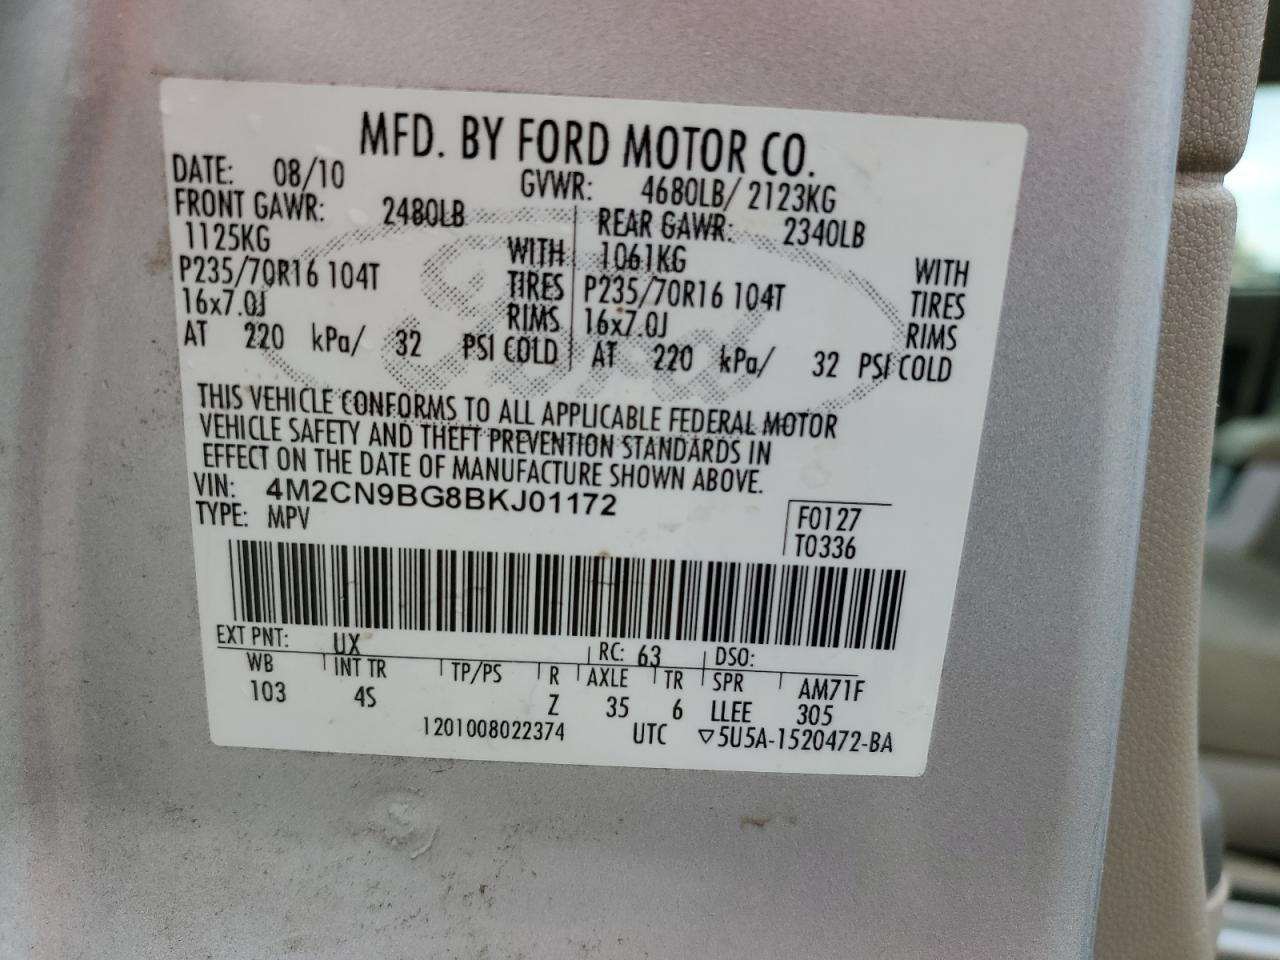 MFD. BY FORD MOTOR CO.
DATE: 08/10 GVWR: 4680LB/ 2123KG
FRONT GAWR: 2480LB REAR GAWR: 2340LB
1125KG WITH 1061KG WITH
P235/70R16 104T TIRES P235/70R16 104T TIRES
16x7.0J RIMS 16x7.0J RIMS
AT 220 kPa/ 32 PSI COLD AT 220 kPa/ 32 PSI COLD
Ford
THIS VEHICLE CONFORMS TO ALL APPLICABLE FEDERAL MOTOR
VEHICLE SAFETY AND THEFT PREVENTION STANDARDS IN
EFFECT ON THE DATE OF MANUFACTURE SHOWN ABOVE.
VIN: 4M2CN9BG8BKJ01172
TYPE: MPV
F0127
T0336
EXT PNT: UX RC: 63 DSO:
WB INT TR TP/PS R AXLE TR SPR AM71F
103 4S Z 35 6 LLEE 305
1201008022374 UTC ▽5U5A-1520472-BA